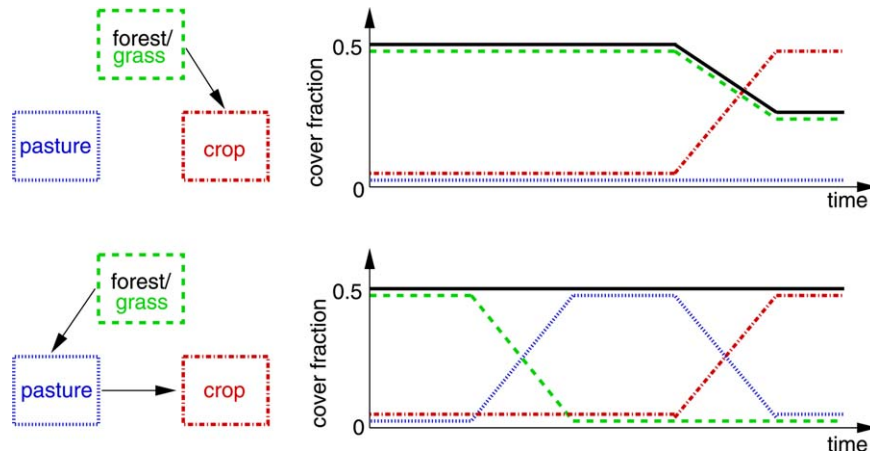 forest/
grass
pasture
crop
cover fraction
0.5
0
time
forest/
grass
pasture
crop
cover fraction
0.5
0
time